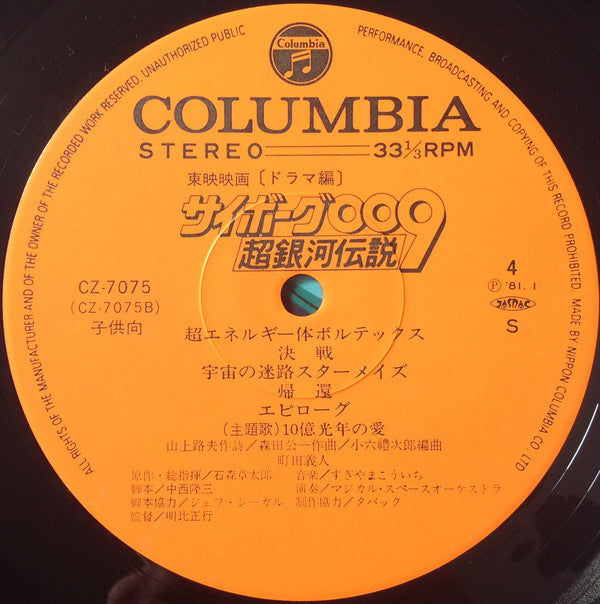 ALL RIGHTS OF THE MANUFACTURER AND OF THE OWNER OF THE RECORDED WORK RESERVED. UNAUTHORIZED PUBLIC PERFORMANCE, BROADCASTING AND COPYING OF THIS RECORD PROHIBITED. MADE BY NIPPON COLUMBIA CO. LTD
Columbia
COLUMBIA
STEREO 33 1/3 RPM
東映映画〔ドラマ編〕
サイボーグ009
超銀河伝説
CZ-7075
(CZ-7075B)
子供向
4
Ⓟ '81. 1
JASRAC
S
超エネルギー体ボルテックス
決戦
宇宙の迷路スターメイズ
帰還
エピローグ
(主題歌)10億光年の愛
山上路夫作詩/森田公一作曲/小六禮次郎編曲
町田義人
原作・総指揮/石森章太郎 音楽/すぎやまこういち
脚本/中西隆三 演奏/マジカル・スペースオーケストラ
脚本協力/ジェフ・シーガル 制作協力/タバック
監督/明比正行